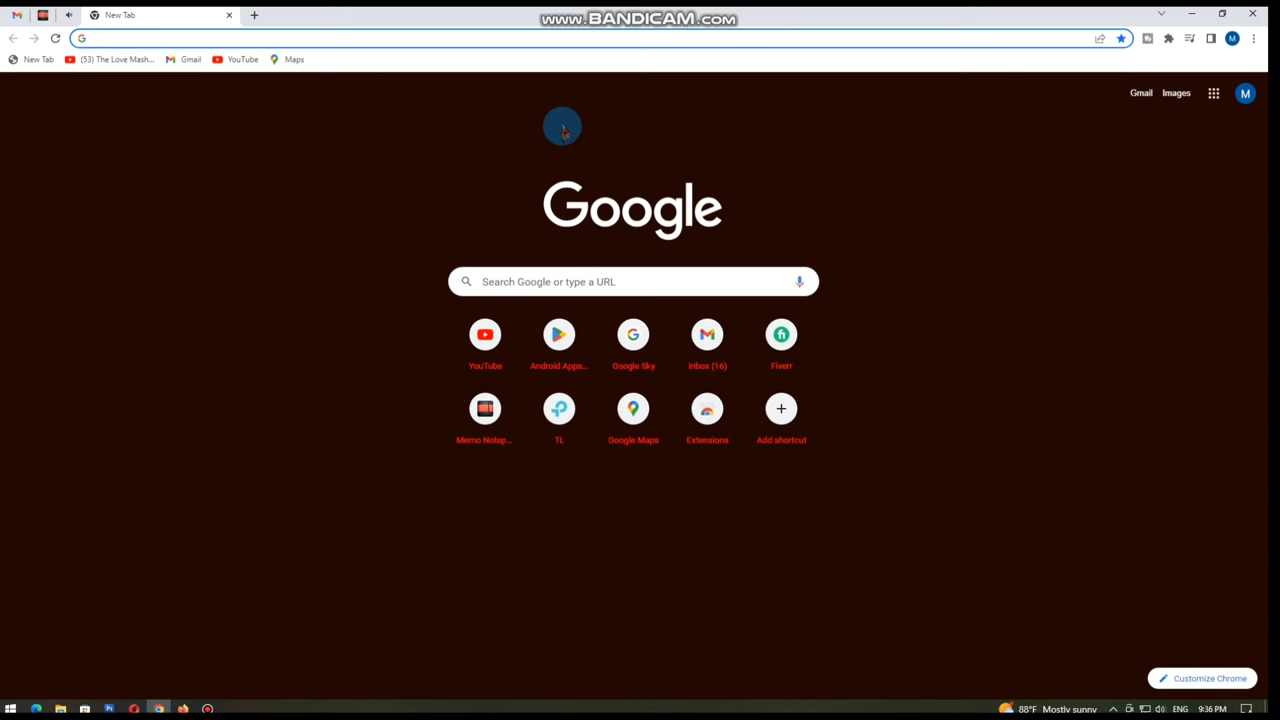 New Tab
www.BANDICAM.com
New Tab
(53) The Love Mash...
Gmail
YouTube
Maps
M
Gmail
Images
M
Google
Search Google or type a URL
YouTube
Android Apps...
Google Sky
Inbox (16)
Fiverr
Memo Notep...
TL
Google Maps
Extensions
Add shortcut
Customize Chrome
88°F Mostly sunny
ENG
9:36 PM